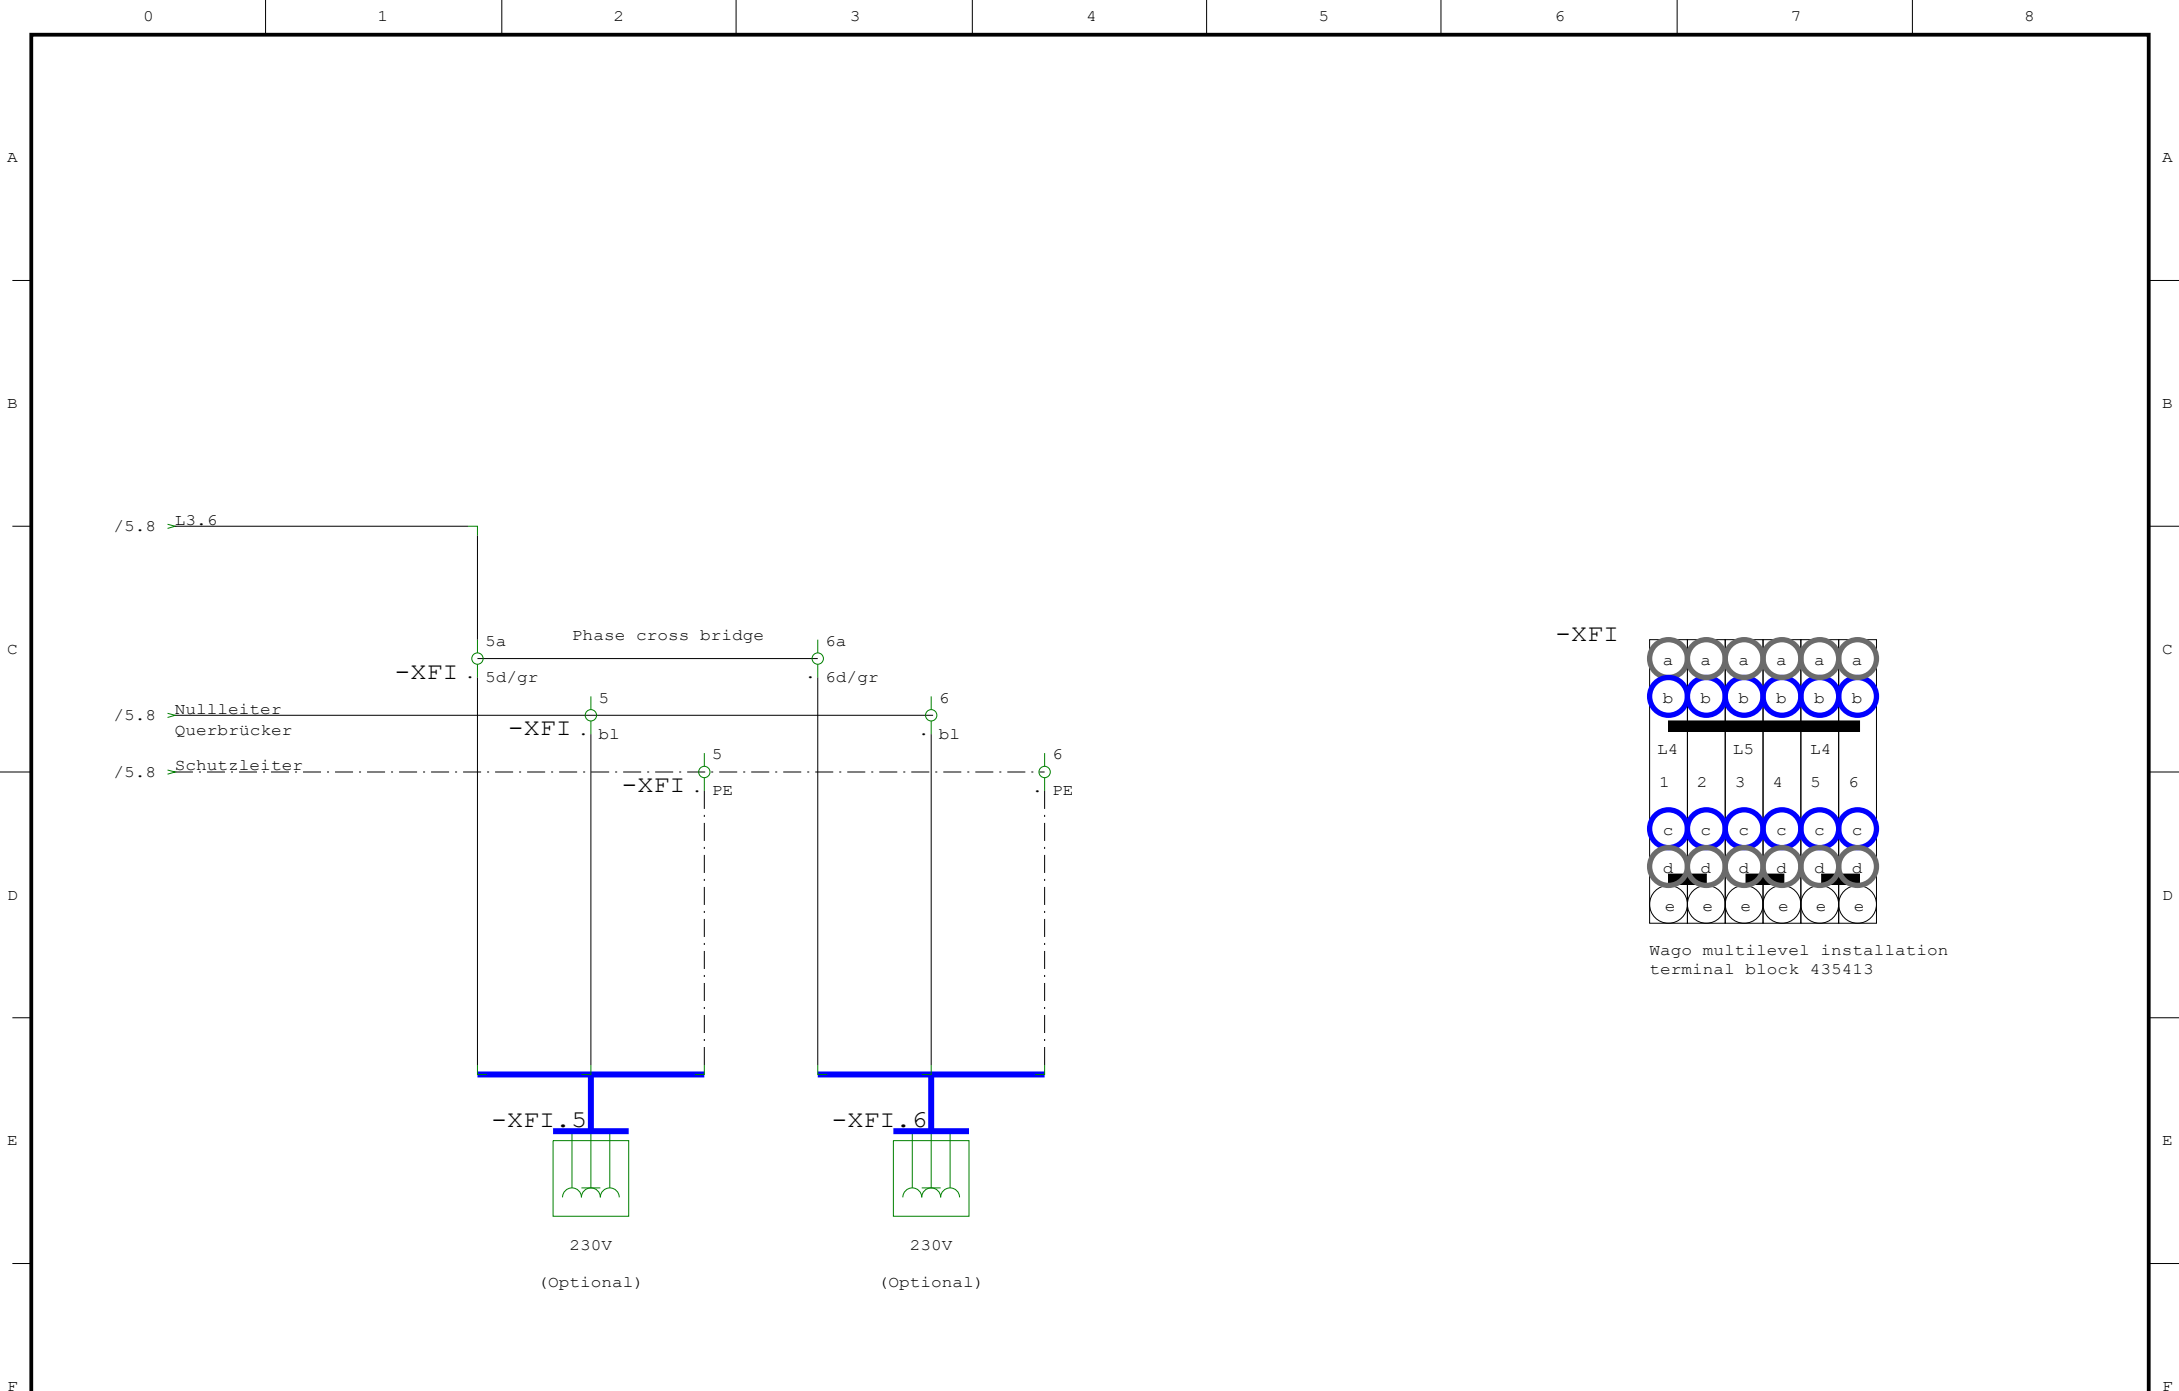 0 1 2 3 4 5 6 7 8
A A
B B
/5.8 L3.6
Phase cross bridge
5a 6a
-XFI . 5d/gr . 6d/gr
C C
-XFI
a a a a a a
b b b b b b
L4 L5 L4
1 2 3 4 5 6
c c c c c c
d d d d d d
e e e e e e
Wago multilevel installation
terminal block 435413
/5.8 Nullleiter
Querbrücker
5 6
-XFI . bl . bl
/5.8 Schutzleiter
5 6
-XFI . PE . PE
D D
-XFI.5 -XFI.6
E E
230V 230V
(Optional) (Optional)
F F